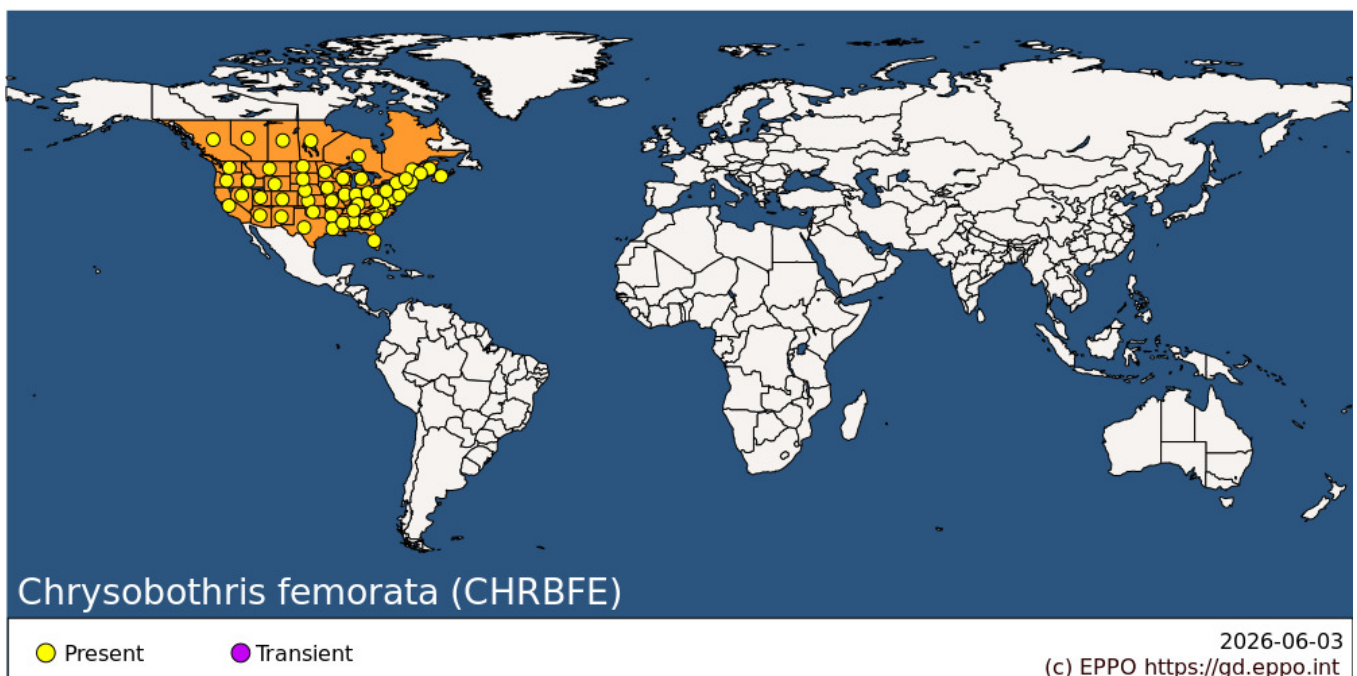 Chrysobothris femorata (CHRBFE)
Present
Transient
2026-06-03
(c) EPPO https://gd.eppo.int